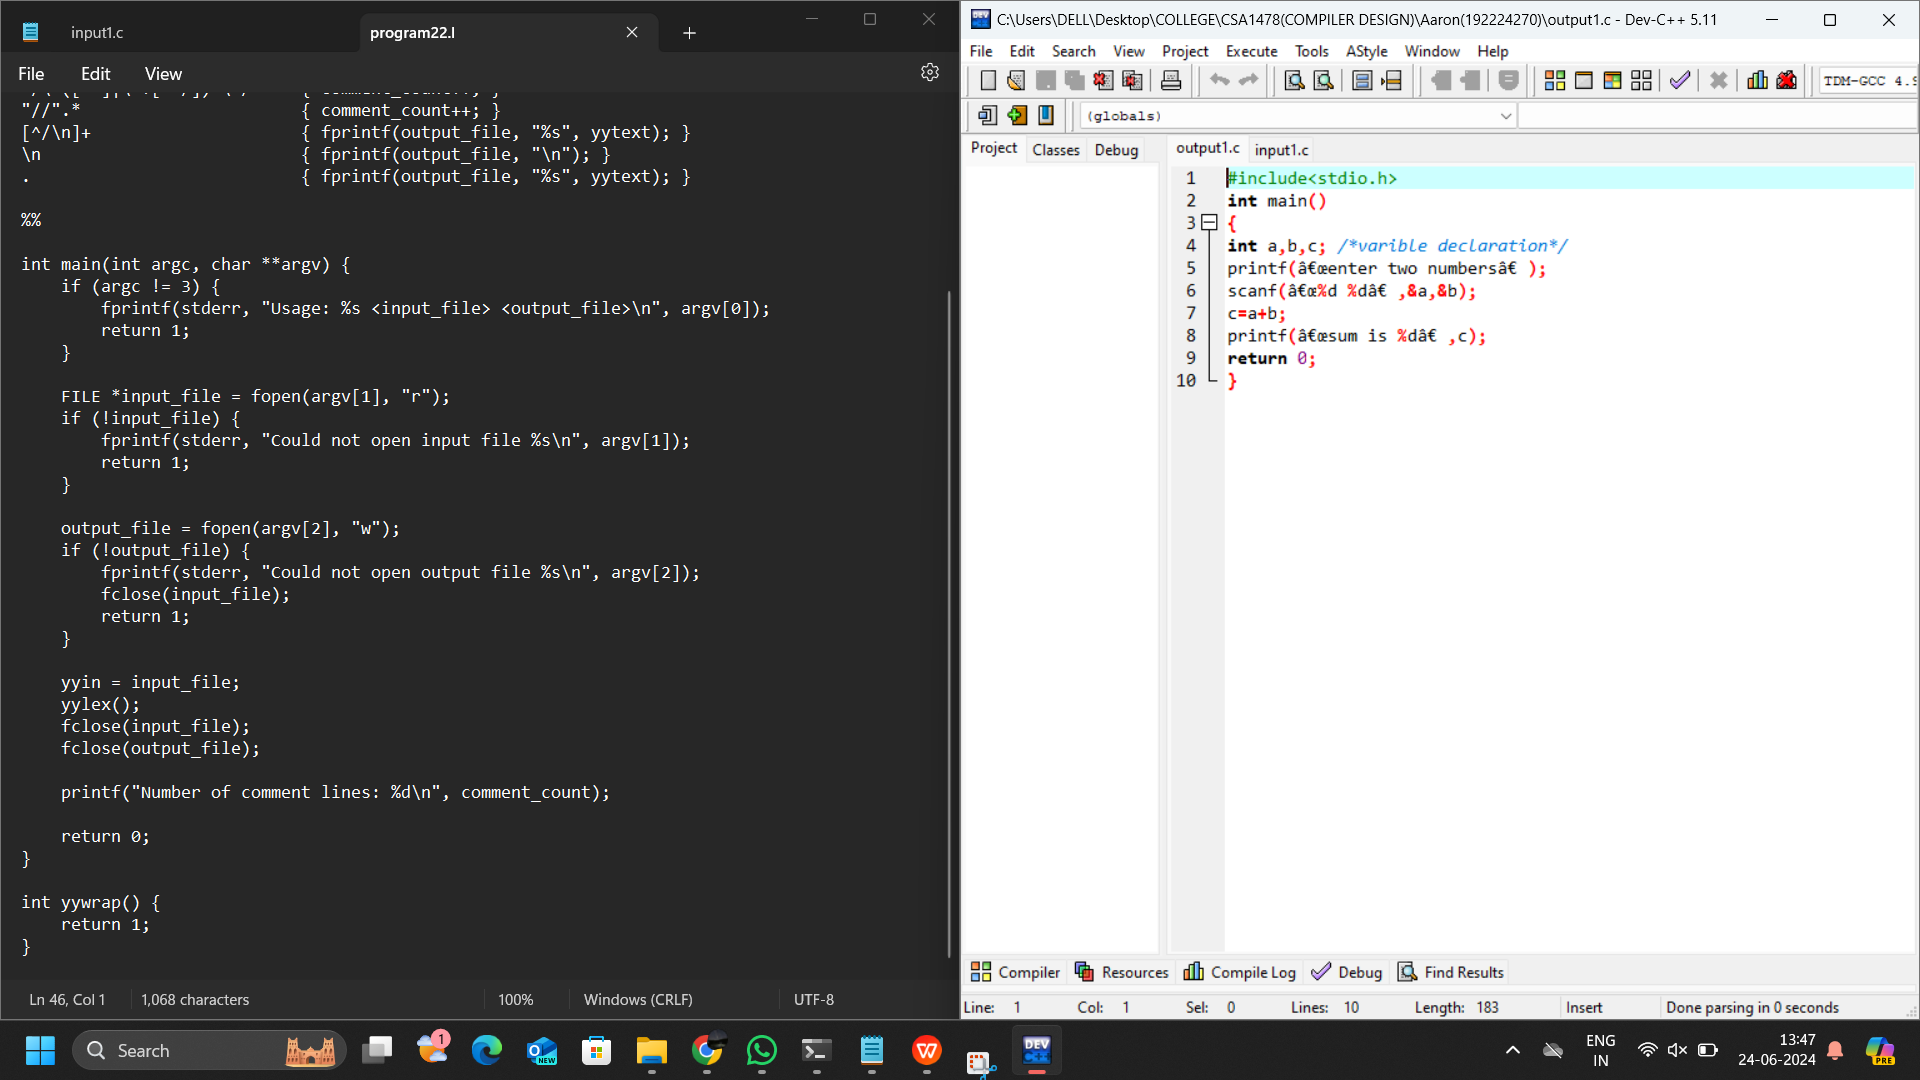 input1.c
program22.l
File Edit View
"//".* { comment_count++; }
[^/\n]+ { fprintf(output_file, "%s", yytext); }
\n { fprintf(output_file, "\n"); }
. { fprintf(output_file, "%s", yytext); }
%%
int main(int argc, char **argv) {
if (argc != 3) {
fprintf(stderr, "Usage: %s <input_file> <output_file>\n", argv[0]);
return 1;
}
FILE *input_file = fopen(argv[1], "r");
if (!input_file) {
fprintf(stderr, "Could not open input file %s\n", argv[1]);
return 1;
}
output_file = fopen(argv[2], "w");
if (!output_file) {
fprintf(stderr, "Could not open output file %s\n", argv[2]);
fclose(input_file);
return 1;
}
yyin = input_file;
yylex();
fclose(input_file);
fclose(output_file);
printf("Number of comment lines: %d\n", comment_count);
return 0;
}
int yywrap() {
return 1;
}
Ln 46, Col 1 1,068 characters 100% Windows (CRLF) UTF-8
C:\Users\DELL\Desktop\COLLEGE\CSA1478(COMPILER DESIGN)\Aaron(192224270)\output1.c - Dev-C++ 5.11
File Edit Search View Project Execute Tools AStyle Window Help
TDM-GCC 4.9
(globals)
Project Classes Debug
output1.c input1.c
1 #include<stdio.h>
2 int main()
3 {
4 int a,b,c; /*varible declaration*/
5 printf(â€œenter two numbersâ€ );
6 scanf(â€œ%d %dâ€ ,&a,&b);
7 c=a+b;
8 printf(â€œsum is %dâ€ ,c);
9 return 0;
10 }
Compiler Resources Compile Log Debug Find Results
Line: 1 Col: 1 Sel: 0 Lines: 10 Length: 183 Insert Done parsing in 0 seconds
Search
1
NEW
DEV
C++
ENG
IN
13:47
24-06-2024
PRE